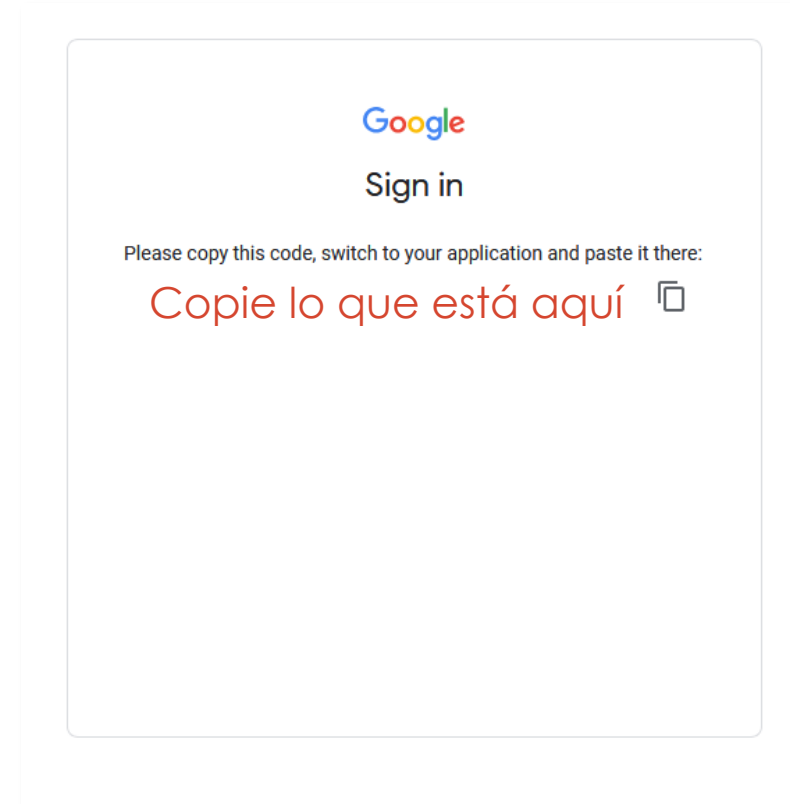 Google
Sign in
Please copy this code, switch to your application and paste it there:
Copie lo que está aquí